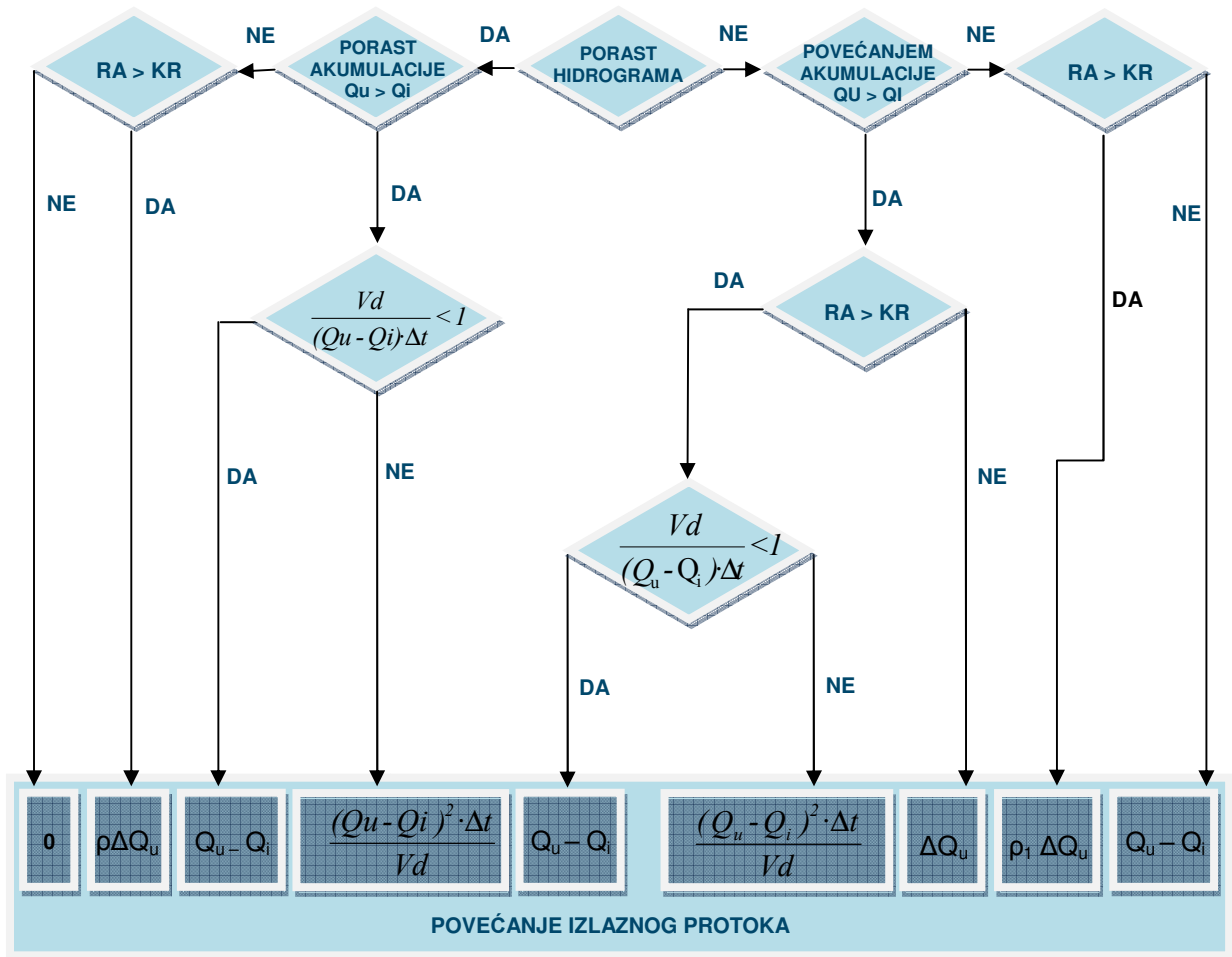 NE
DA
NE
NE
RA > KR
PORAST
AKUMULACIJE
Qu > Qi
PORAST
HIDROGRAMA
POVEĆANJEM
AKUMULACIJE
QU > QI
RA > KR
NE
DA
DA
DA
NE
Vd
(Qu - Qi)·Δt
< 1
DA
RA > KR
DA
DA
NE
NE
Vd
(Qu - Qi)·Δt
< 1
DA
NE
0
ρΔQu
Qu – Qi
(Qu - Qi)² · Δt
Vd
Qu – Qi
(Qu - Qi)² · Δt
Vd
ΔQu
ρ1 ΔQu
Qu – Qi
POVEĆANJE IZLAZNOG PROTOKA